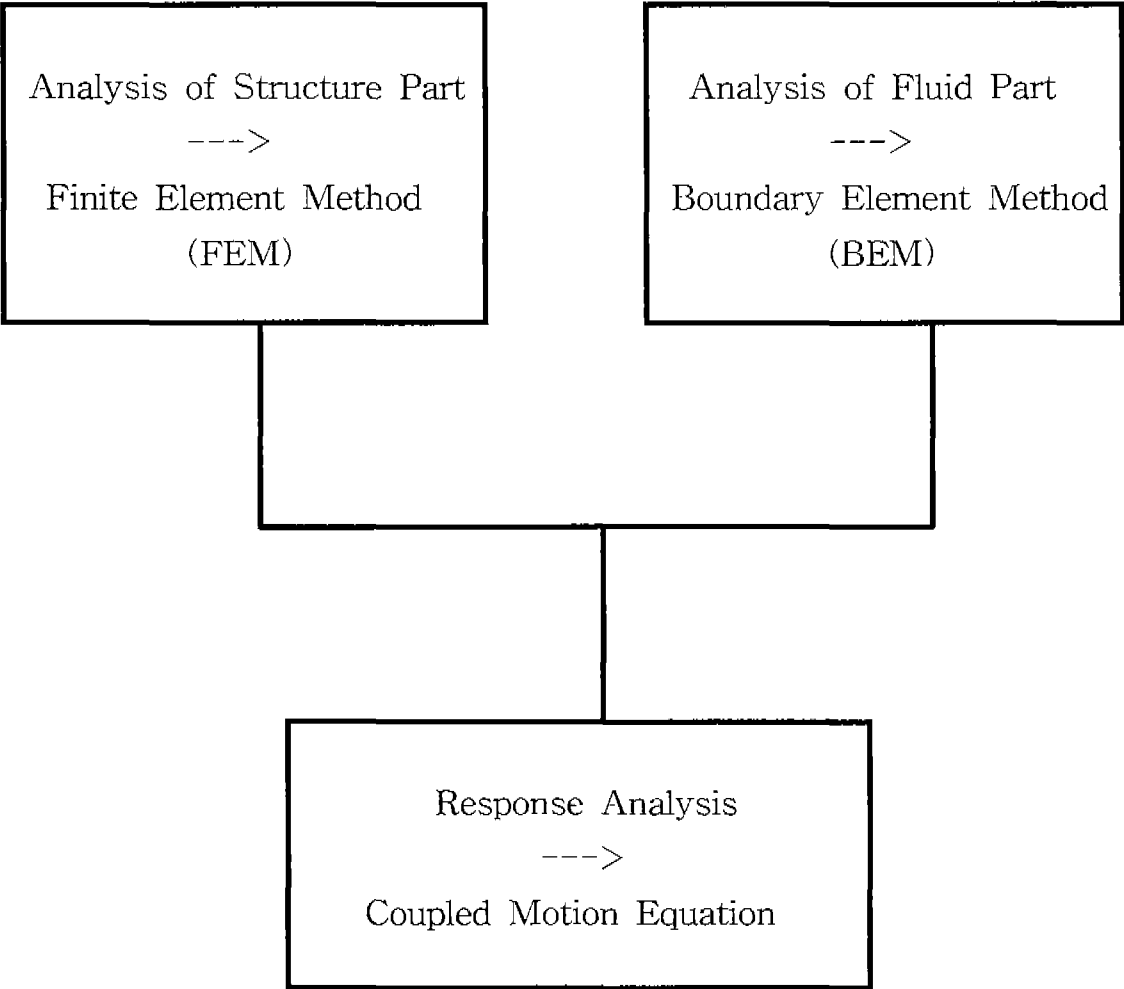 Analysis of Structure Part
--->
Finite Element Method
(FEM)
Analysis of Fluid Part
--->
Boundary Element Method
(BEM)
Response Analysis
--->
Coupled Motion Equation